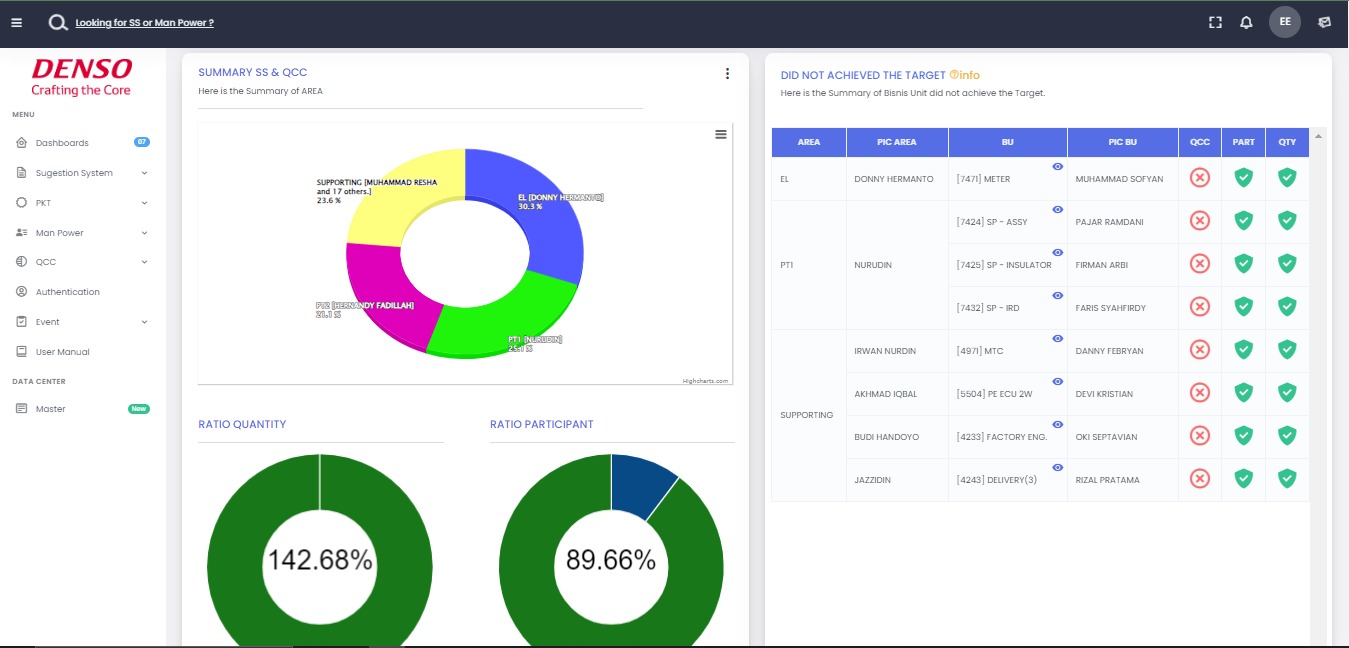 Looking for SS or Man Power ?
EE
DENSO
Crafting the Core
MENU
Dashboards 07
Sugestion System
PKT
Man Power
QCC
Authentication
Event
User Manual
DATA CENTER
Master New
SUMMARY SS & QCC
Here is the Summary of AREA
SUPPORTING [MUHAMMAD RESHA
and 17 others.]
23.6 %
EL [DONNY HERMANTO]
30.3 %
PT2 [HERNANDY FADILLAH]
21.1 %
PT1 [NURUDIN]
25.1 %
Highcharts.com
RATIO QUANTITY
142.68%
RATIO PARTICIPANT
89.66%
DID NOT ACHIEVED THE TARGET info
Here is the Summary of Bisnis Unit did not achieve the Target.
AREA PIC AREA BU PIC BU QCC PART QTY
EL DONNY HERMANTO [7471] METER MUHAMMAD SOFYAN
[7424] SP - ASSY PAJAR RAMDANI
PT1 NURUDIN [7425] SP - INSULATOR FIRMAN ARBI
[7432] SP - IRD FARIS SYAHFIRDY
IRWAN NURDIN [4971] MTC DANNY FEBRYAN
AKHMAD IQBAL [5504] PE ECU 2W DEVI KRISTIAN
SUPPORTING
BUDI HANDOYO [4233] FACTORY ENG. OKI SEPTAVIAN
JAZZIDIN [4243] DELIVERY(3) RIZAL PRATAMA